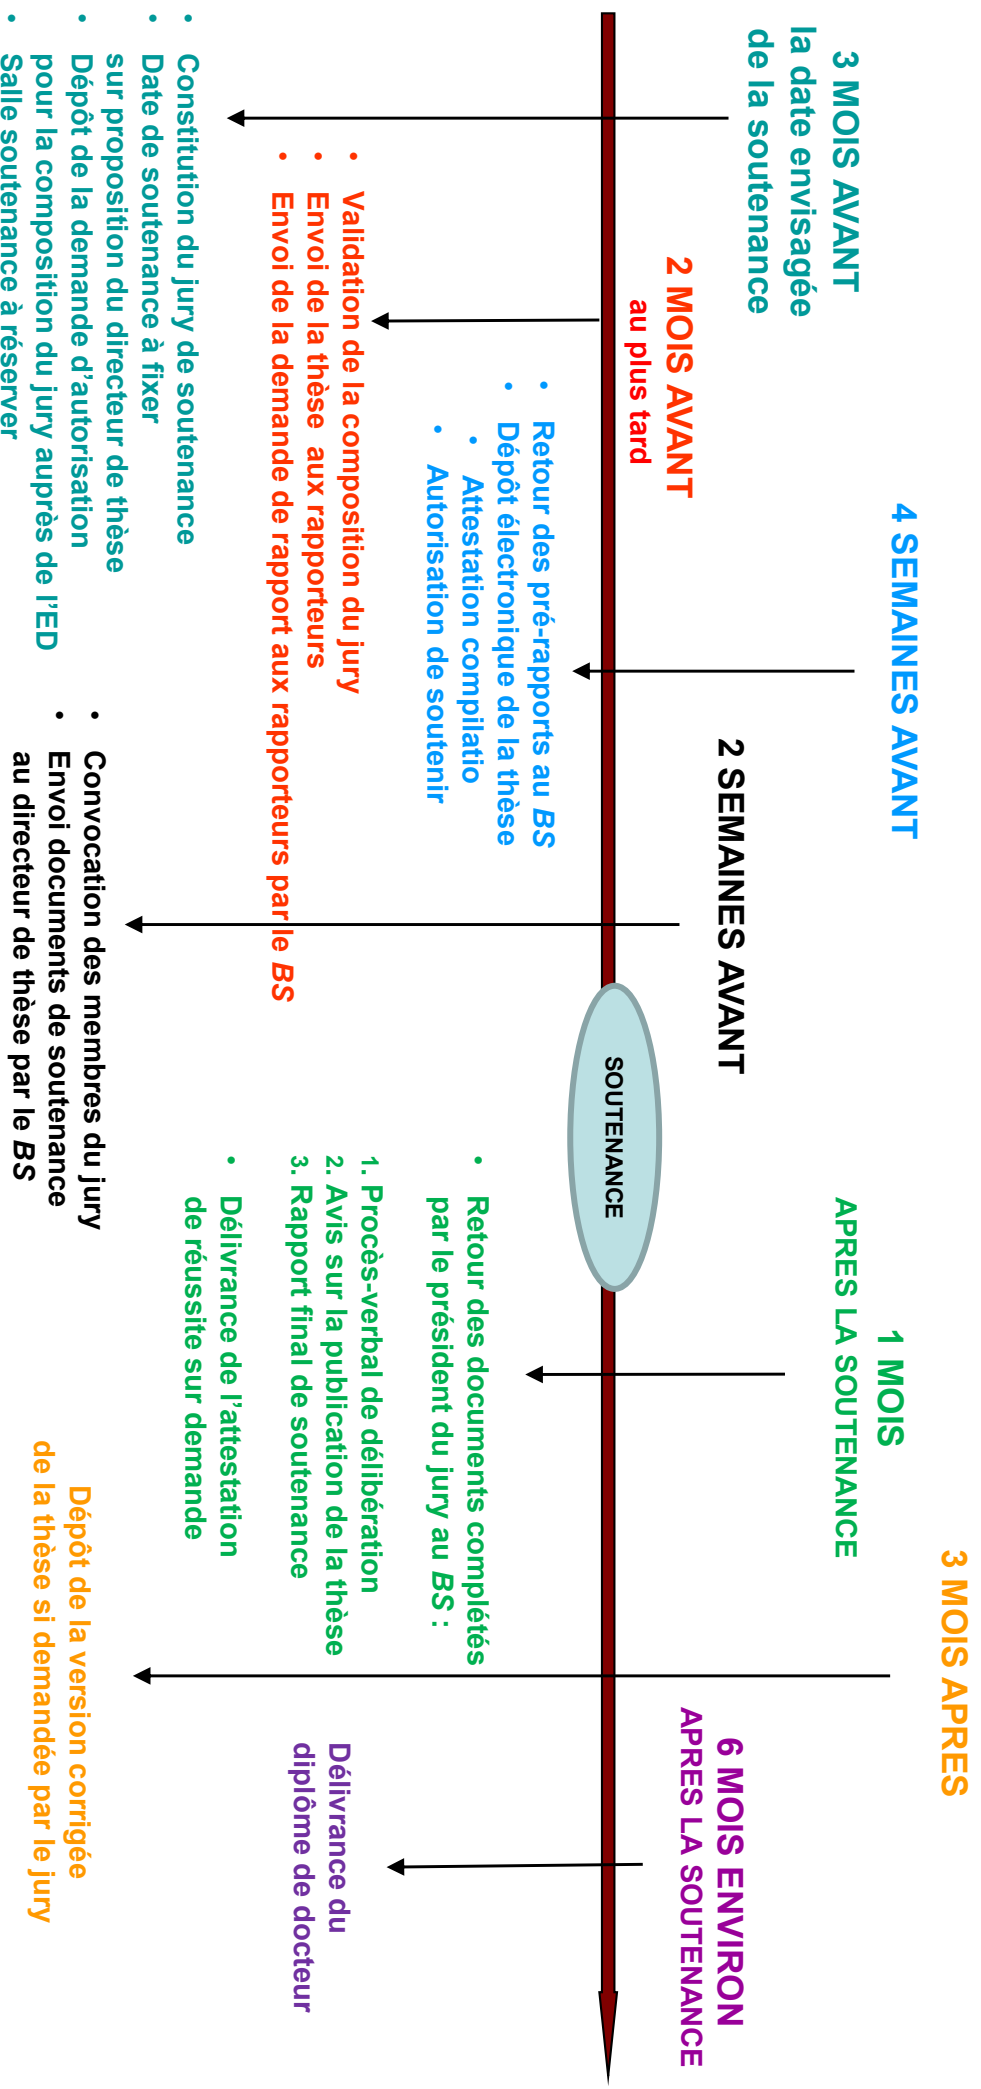 3 MOIS AVANT
la date envisagée
de la soutenance
• Constitution du jury de soutenance
• Date de soutenance à fixer
sur proposition du directeur de thèse
• Dépôt de la demande d'autorisation
pour la composition du jury auprès de l'ED
• Salle soutenance à réserver
2 MOIS AVANT
au plus tard
• Validation de la composition du jury
• Envoi de la thèse aux rapporteurs
• Envoi de la demande de rapport aux rapporteurs par le BS
4 SEMAINES AVANT
• Retour des pré-rapports au BS
• Dépôt électronique de la thèse
• Attestation compilatio
• Autorisation de soutenir
2 SEMAINES AVANT
• Convocation des membres du jury
• Envoi documents de soutenance
au directeur de thèse par le BS
SOUTENANCE
1 MOIS
APRES LA SOUTENANCE
• Retour des documents complétés
par le président du jury au BS :
1. Procès-verbal de délibération
2. Avis sur la publication de la thèse
3. Rapport final de soutenance
• Délivrance de l'attestation
de réussite sur demande
3 MOIS APRES
Dépôt de la version corrigée
de la thèse si demandée par le jury
6 MOIS ENVIRON
APRES LA SOUTENANCE
Délivrance du
diplôme de docteur